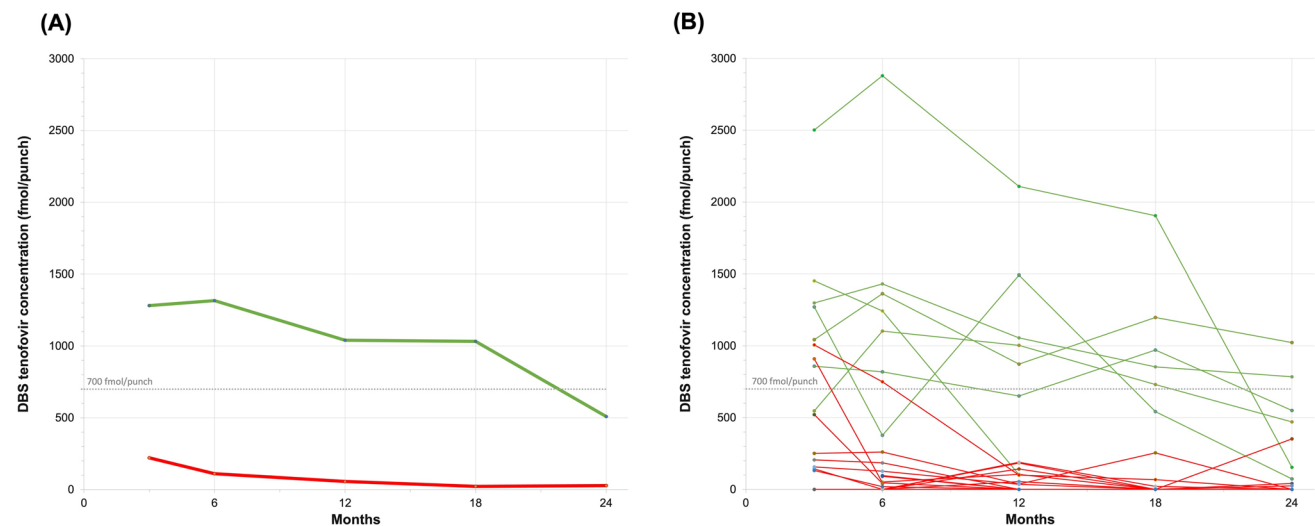 (A)
DBS tenofovir concentration (fmol/punch)
3000
2500
2000
1500
1000
500
0
700 fmol/punch
0 6 12 18 24
Months
(B)
DBS tenofovir concentration (fmol/punch)
3000
2500
2000
1500
1000
500
0
700 fmol/punch
0 6 12 18 24
Months